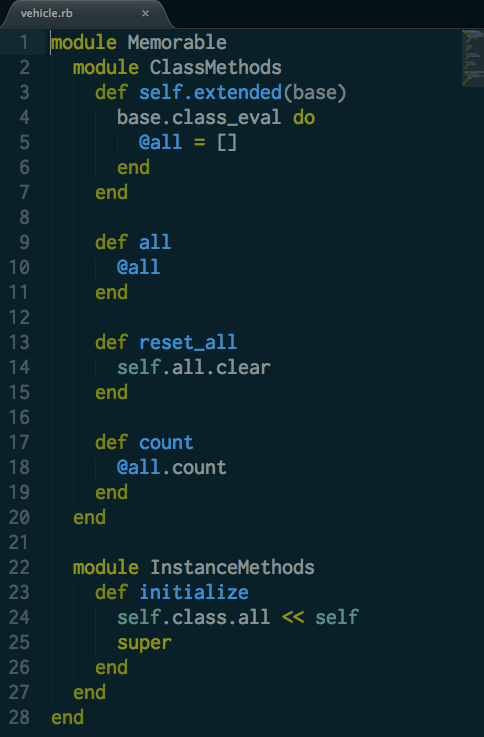 vehicle.rb ×
1 module Memorable
2   module ClassMethods
3     def self.extended(base)
4       base.class_eval do
5         @all = []
6       end
7     end
8
9     def all
10       @all
11     end
12
13     def reset_all
14       self.all.clear
15     end
16
17     def count
18       @all.count
19     end
20   end
21
22   module InstanceMethods
23     def initialize
24       self.class.all << self
25       super
26     end
27   end
28 end